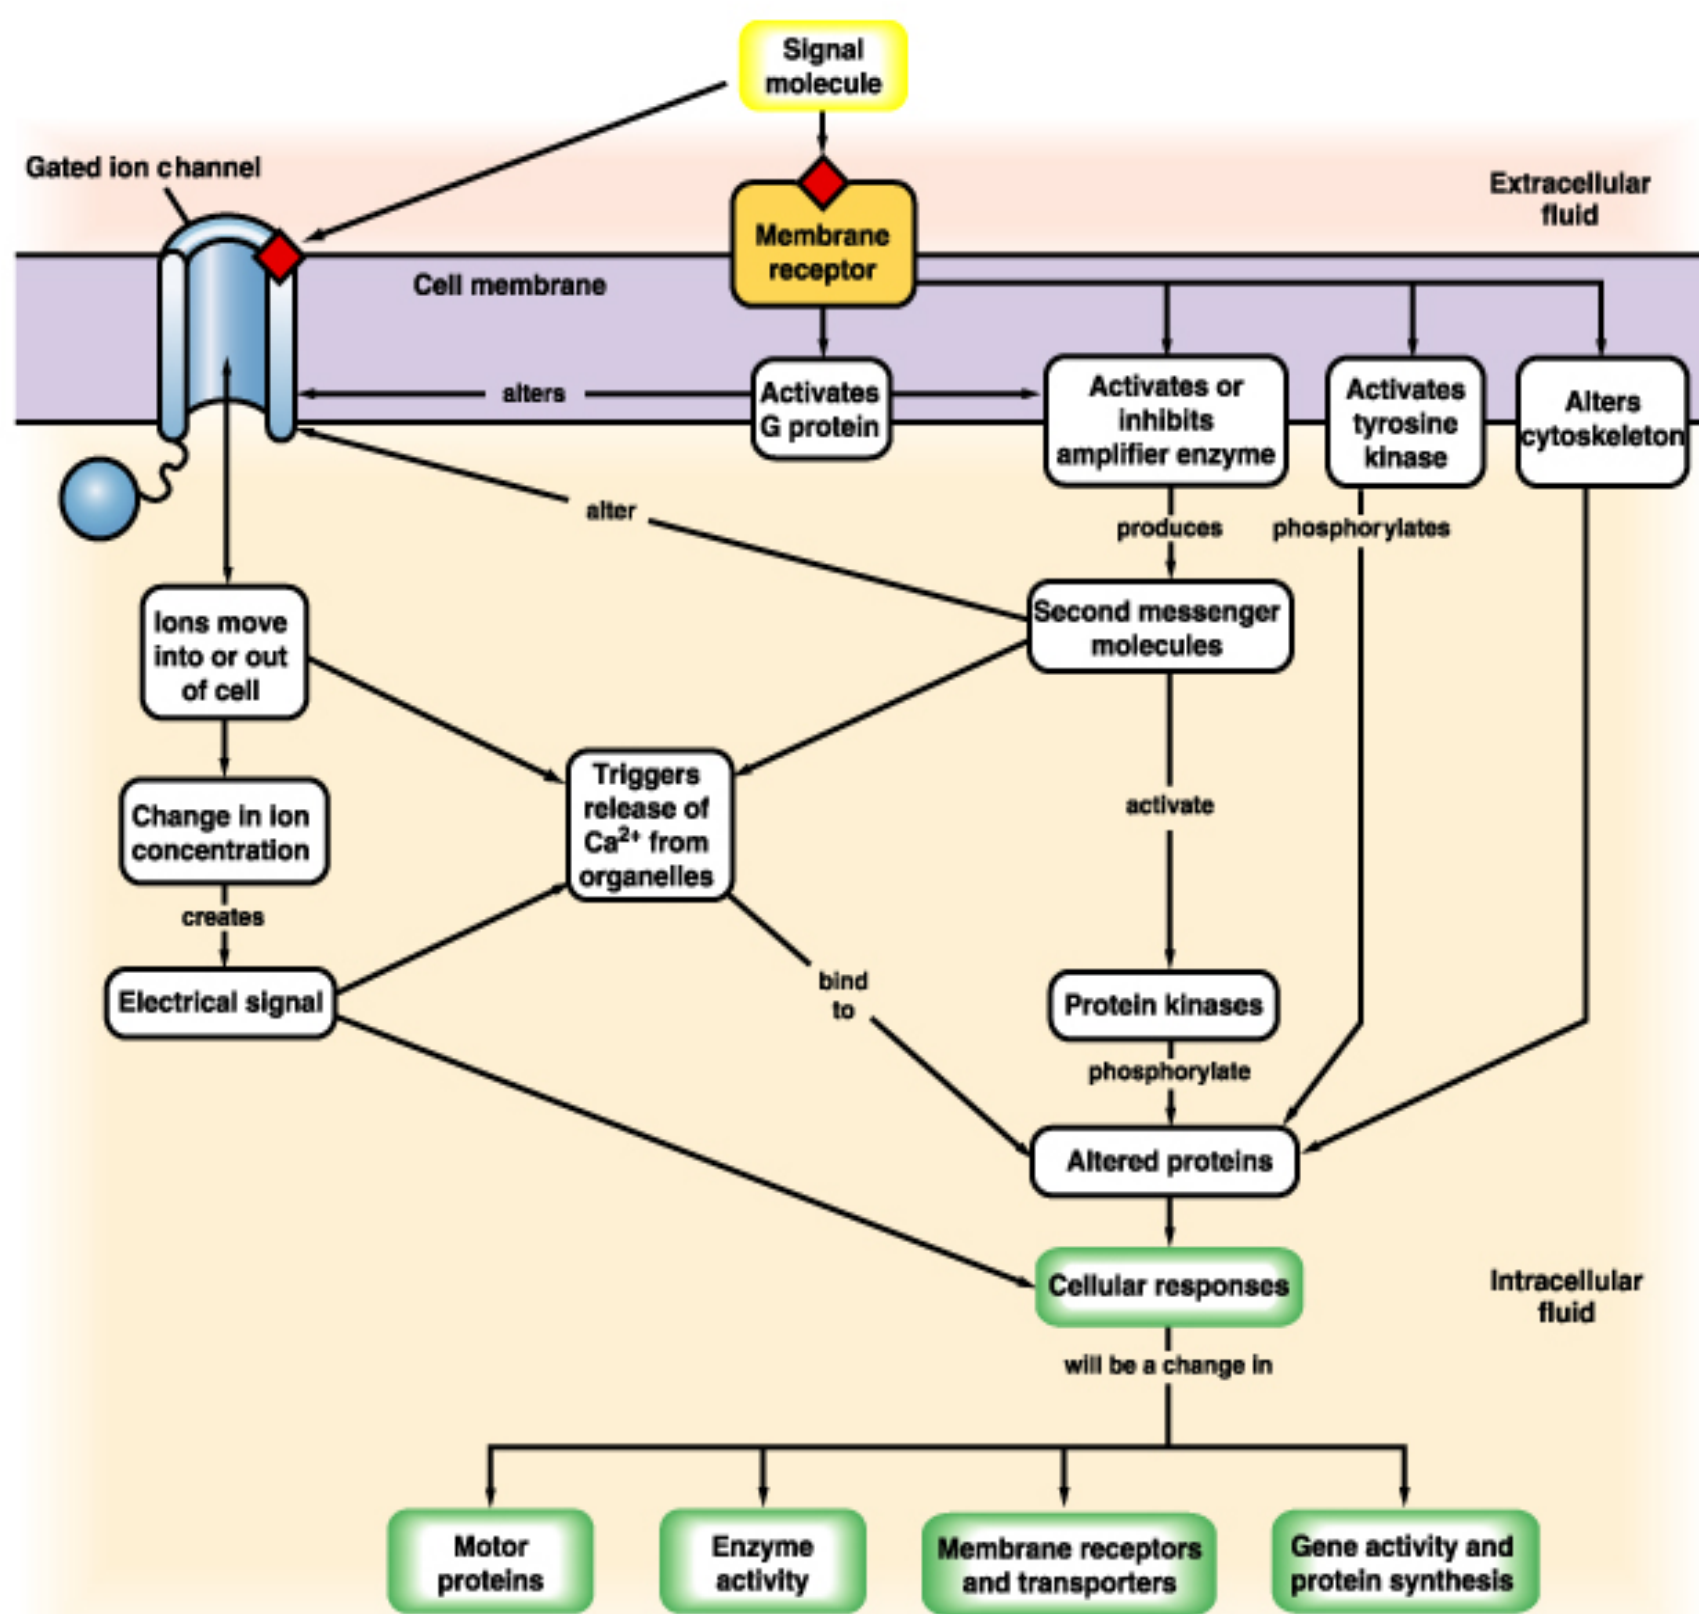 Signal
molecule
Gated ion channel
Extracellular
fluid
Membrane
receptor
Cell membrane
alters
Activates
G protein
Activates or
inhibits
amplifier enzyme
Activates
tyrosine
kinase
Alters
cytoskeleton
alter
produces
phosphorylates
Ions move
into or out
of cell
Second messenger
molecules
Triggers
release of
Ca²⁺ from
organelles
Change in ion
concentration
activate
creates
Electrical signal
bind
to
Protein kinases
phosphorylate
Altered proteins
Cellular responses
Intracellular
fluid
will be a change in
Motor
proteins
Enzyme
activity
Membrane receptors
and transporters
Gene activity and
protein synthesis